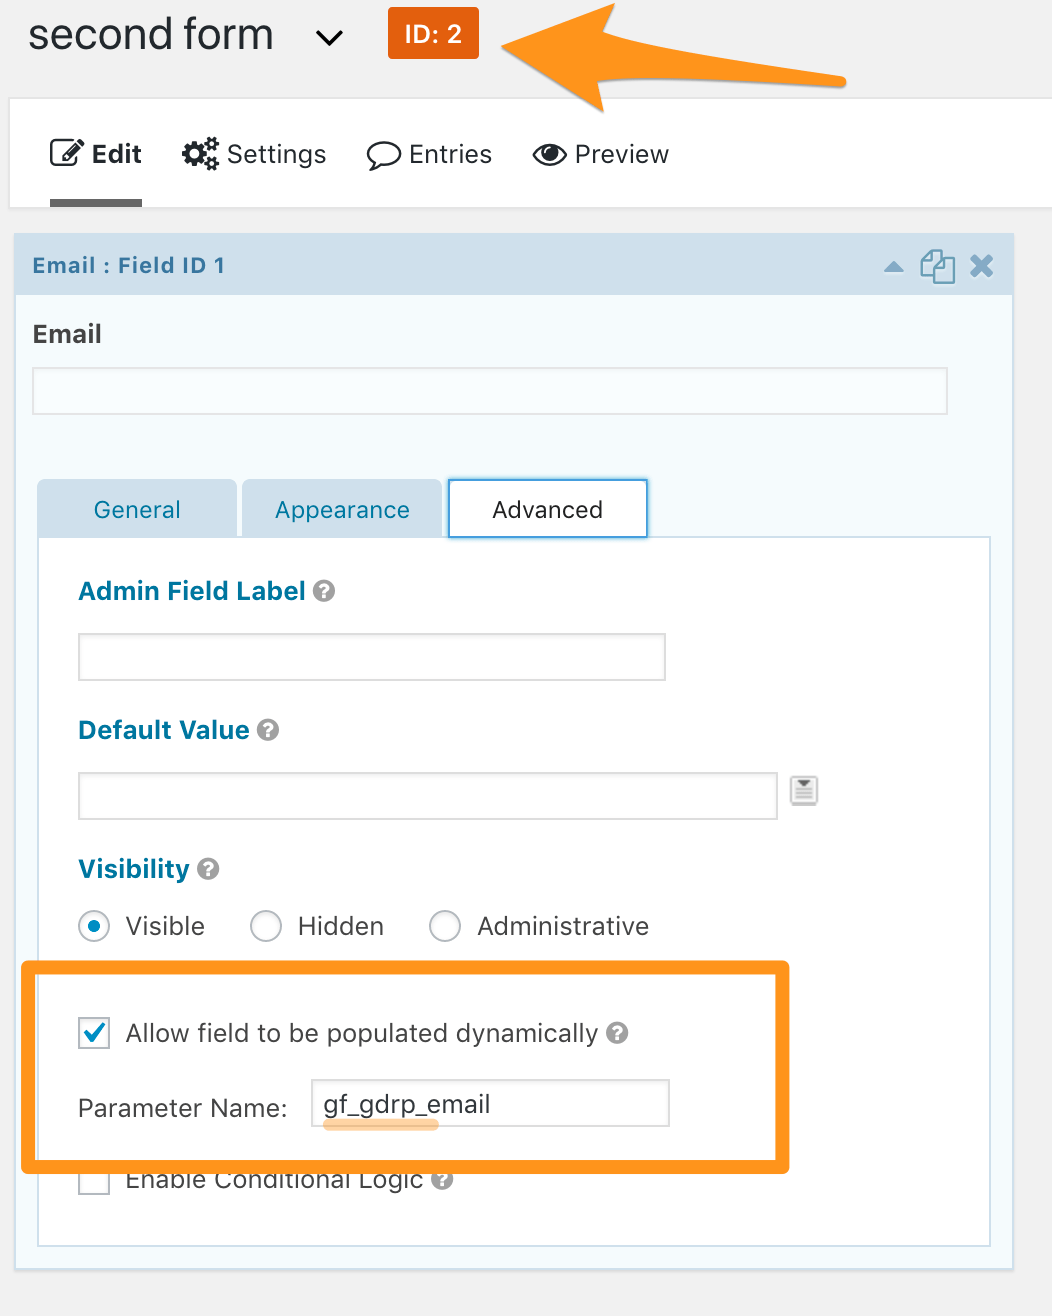 second form ID: 2
Edit Settings Entries Preview
Email : Field ID 1
Email
General Appearance Advanced
Admin Field Label ?
Default Value ?
Visibility ?
Visible Hidden Administrative
Allow field to be populated dynamically ?
Parameter Name: gf_gdrp_email
Enable Conditional Logic ?